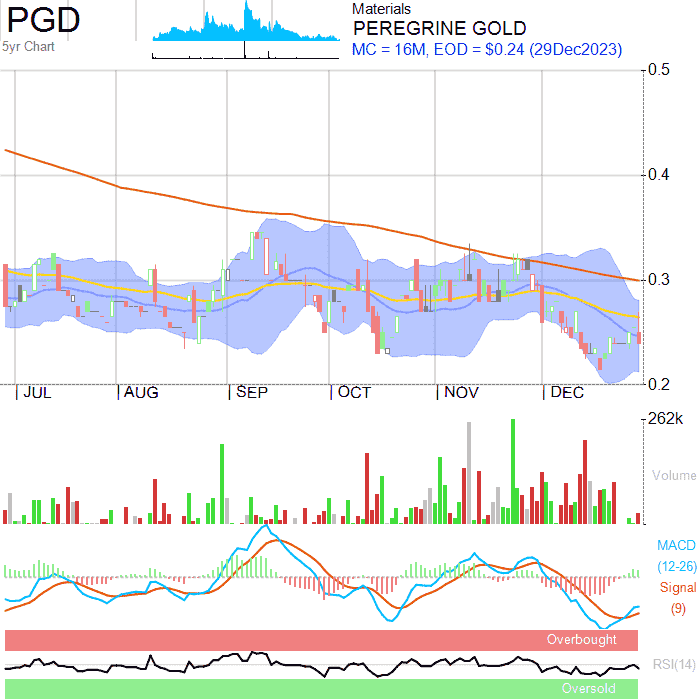 PGD
5yr Chart
Materials
PEREGRINE GOLD
MC = 16M, EOD = $0.24 (29Dec2023)
0.5
0.4
0.3
0.2
JUL AUG SEP OCT NOV DEC
262k
Volume
MACD
(12-26)
Signal
(9)
Overbought
RSI(14)
Oversold